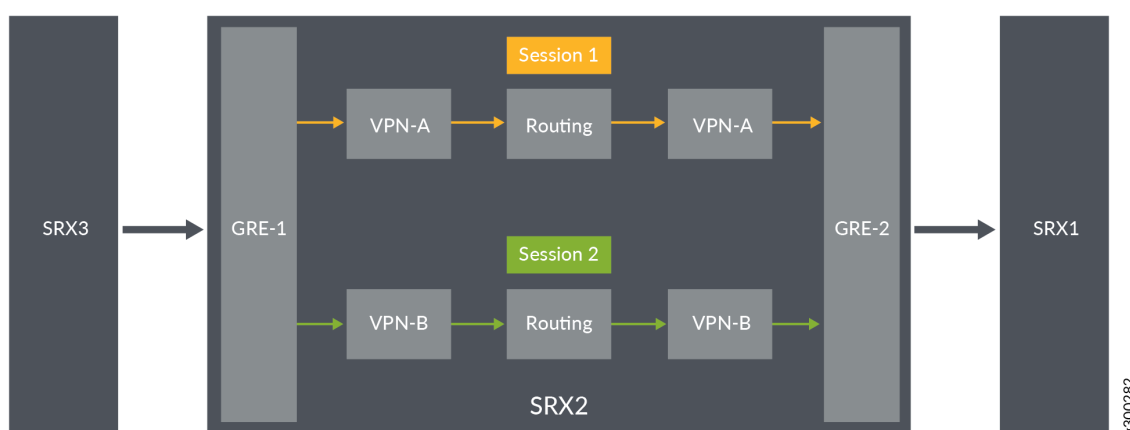 Session 1
VPN-A
Routing
VPN-A
SRX3
GRE-1
GRE-2
SRX1
Session 2
VPN-B
Routing
VPN-B
SRX2